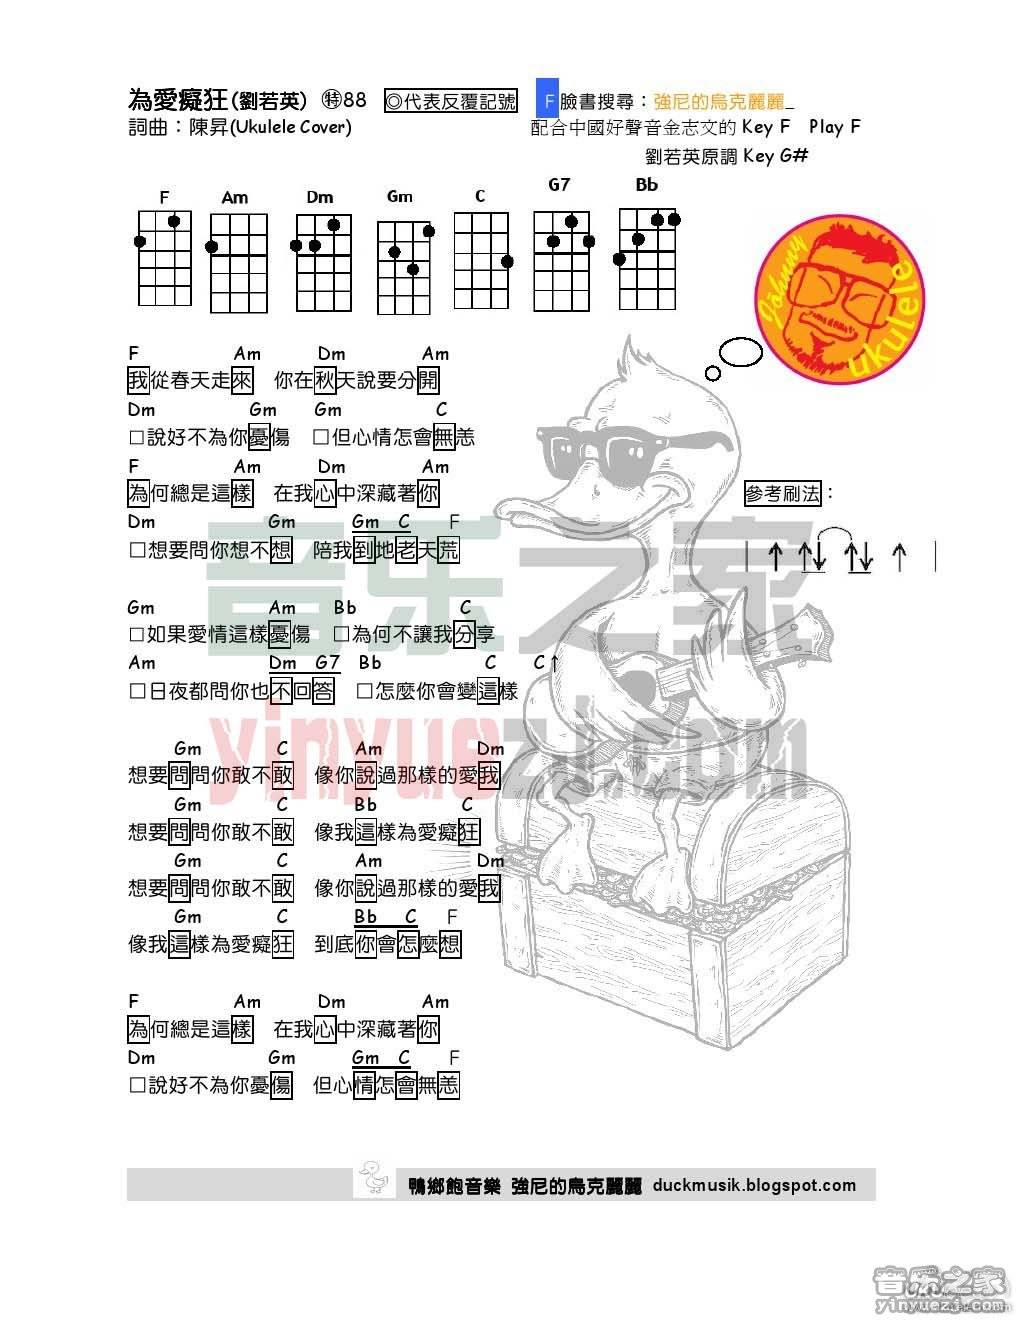 為愛癡狂(劉若英) ㊕88 ◎代表反覆記號 F 臉書搜尋：強尼的烏克麗麗_
詞曲：陳昇(Ukulele Cover) 配合中國好聲音金志文的 Key F Play F
劉若英原調 Key G#
F Am Dm Gm C G7 Bb
Jôhnny
ukulele
F Am Dm Am
我從春天走來 你在秋天說要分開
Dm Gm Gm C
□說好不為你憂傷 □但心情怎會無恙
F Am Dm Am
為何總是這樣 在我心中深藏著你
參考刷法：
Dm Gm Gm C F
□想要問你想不想 陪我到地老天荒
Gm Am Bb C
□如果愛情這樣憂傷 □為何不讓我分享
Am Dm G7 Bb C C↑
□日夜都問你也不回答 □怎麼你會變這樣
Gm C Am Dm
想要問問你敢不敢 像你說過那樣的愛我
Gm C Bb C
想要問問你敢不敢 像我這樣為愛癡狂
Gm C Am Dm
想要問問你敢不敢 像你說過那樣的愛我
Gm C Bb C F
像我這樣為愛癡狂 到底你會怎麼想
F Am Dm Am
為何總是這樣 在我心中深藏著你
Dm Gm Gm C F
□說好不為你憂傷 但心情怎會無恙
音乐之家
yinyuezj.com
鴨鄉飽音樂 強尼的烏克麗麗 duckmusik.blogspot.com
音乐之家
yinyuezj.com